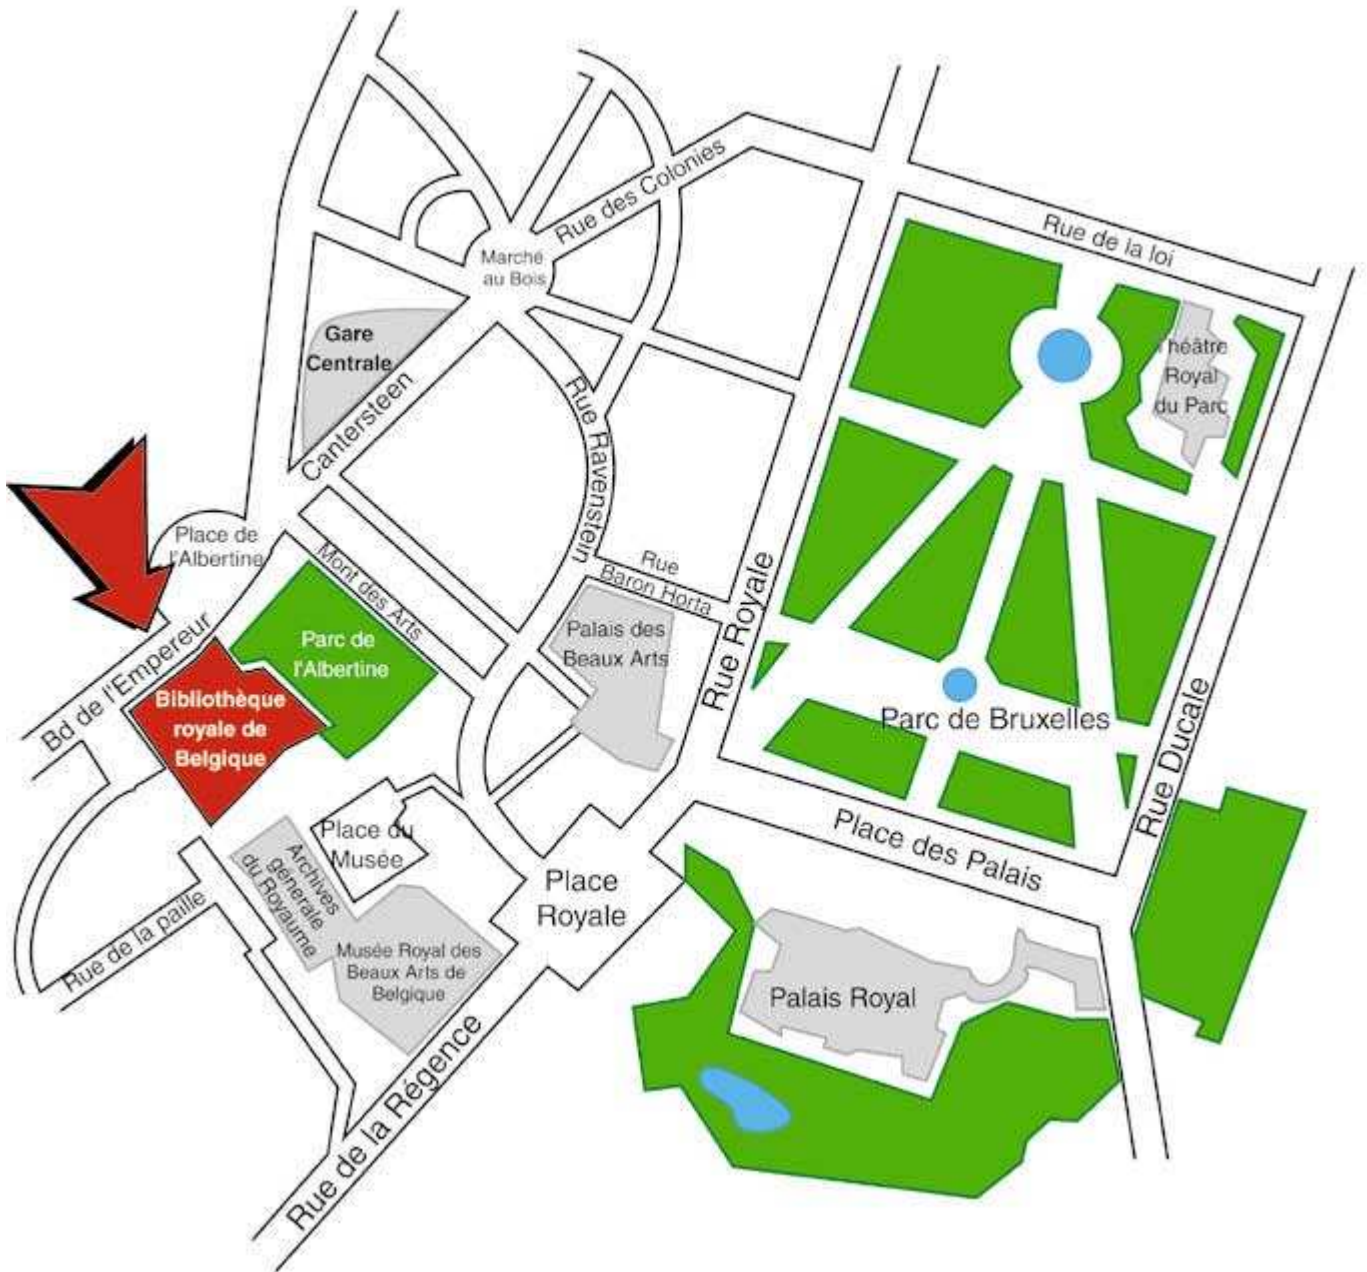 Rue des Colonies
Rue de la loi
Marché
au Bois
Gare
Centrale
Théâtre
Royal
du Parc
Cantersteen
Rue Ravenstein
Place de
l'Albertine
Mont des Arts
Rue
Baron Horta
Rue Royale
Bd de l'Empereur
Parc de
l'Albertine
Palais des
Beaux Arts
Bibliothèque
royale de
Belgique
Parc de Bruxelles
Rue Ducale
Place du
Musée
Place des Palais
Archives
génerale
du Royaume
Place
Royale
Rue de la paille
Musée Royal des
Beaux Arts de
Belgique
Palais Royal
Rue de la Régence